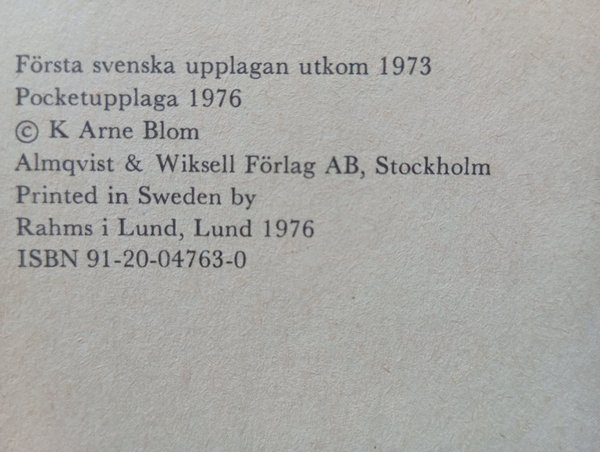 Första svenska upplagan utkom 1973
Pocketupplaga 1976
© K Arne Blom
Almqvist & Wiksell Förlag AB, Stockholm
Printed in Sweden by
Rahms i Lund, Lund 1976
ISBN 91-20-04763-0